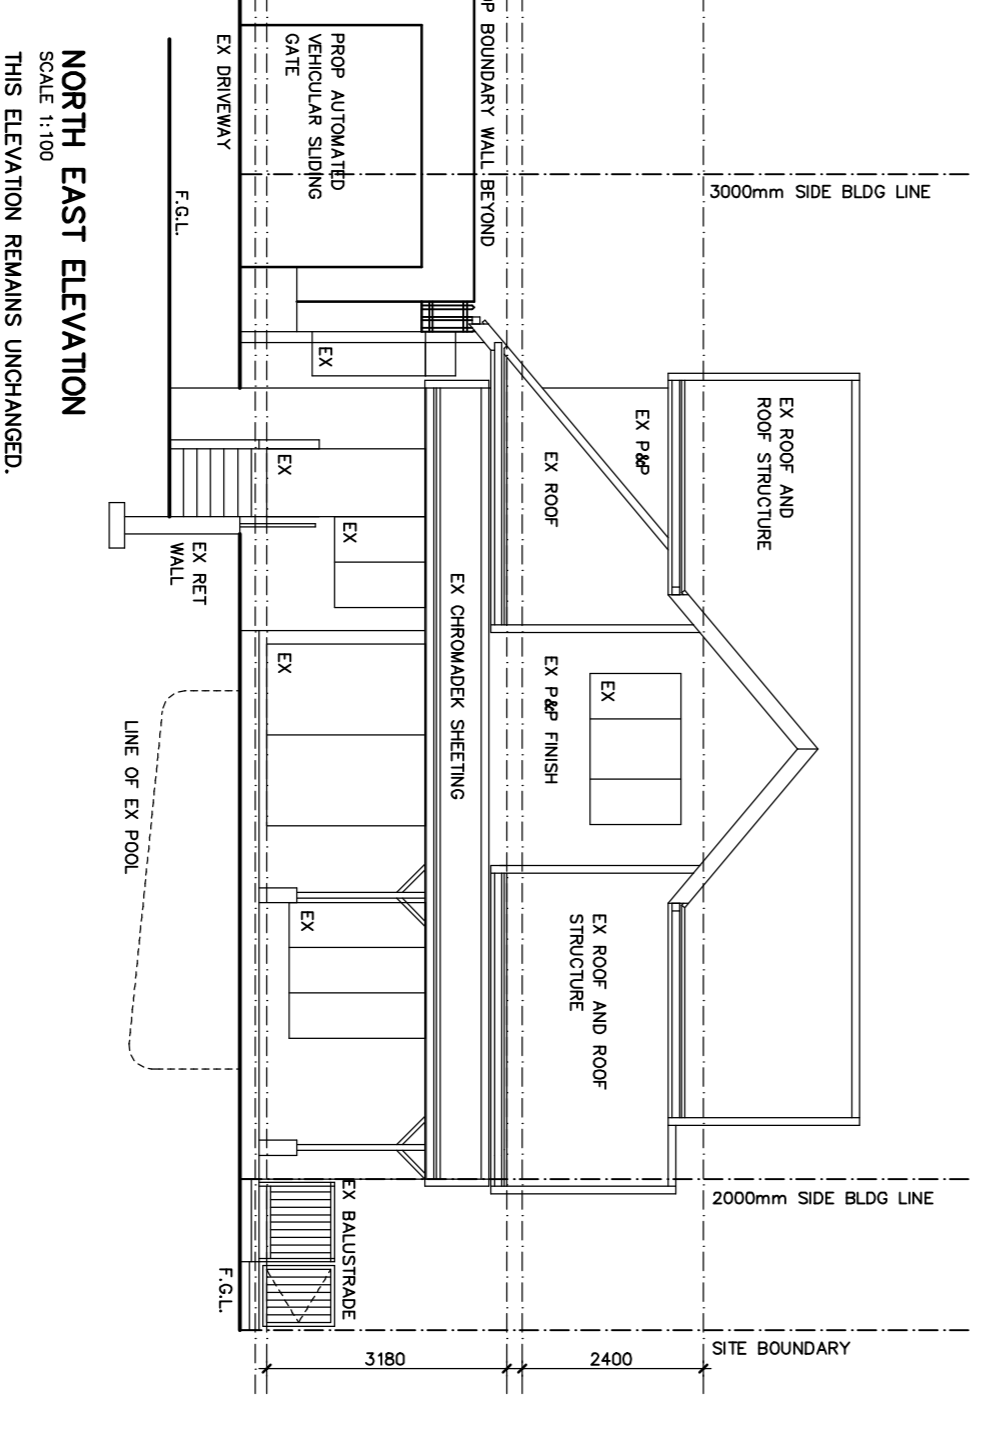 3000mm SIDE BLDG LINE
2000mm SIDE BLDG LINE
SITE BOUNDARY
EX ROOF AND
ROOF STRUCTURE
EX P&P
EX ROOF
EX
EX P&P FINISH
EX ROOF AND ROOF
STRUCTURE
BOUNDARY WALL BEYOND
EX CHROMADEK SHEETING
PROP AUTOMATED
VEHICULAR SLIDING
GATE
EX
EX
EX
EX
EX
EX BALUSTRADE
3180
2400
EX DRIVEWAY
F.G.L.
EX RET
WALL
LINE OF EX POOL
F.G.L.
NORTH EAST ELEVATION
SCALE 1:100
THIS ELEVATION REMAINS UNCHANGED.